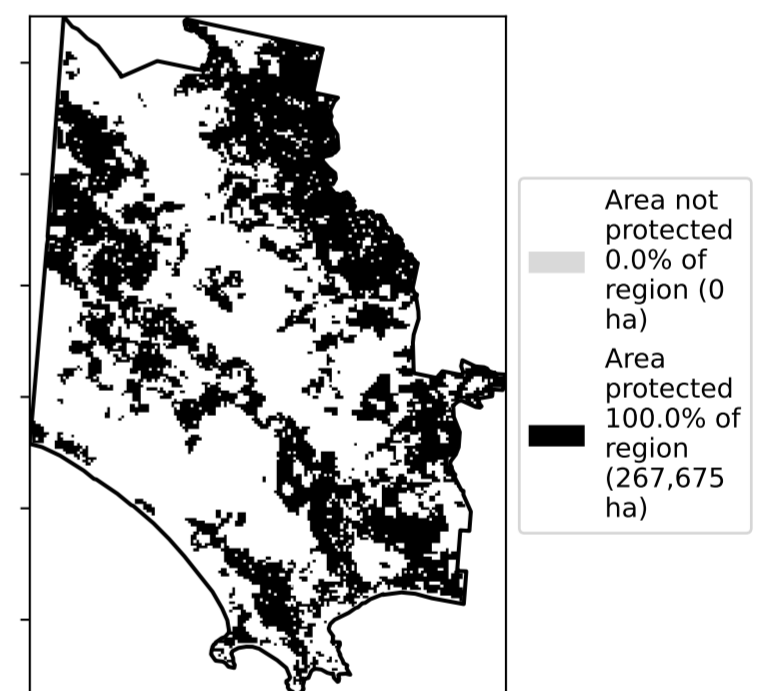 Area not
protected
0.0% of
region (0
ha)
Area
protected
100.0% of
region
(267,675
ha)